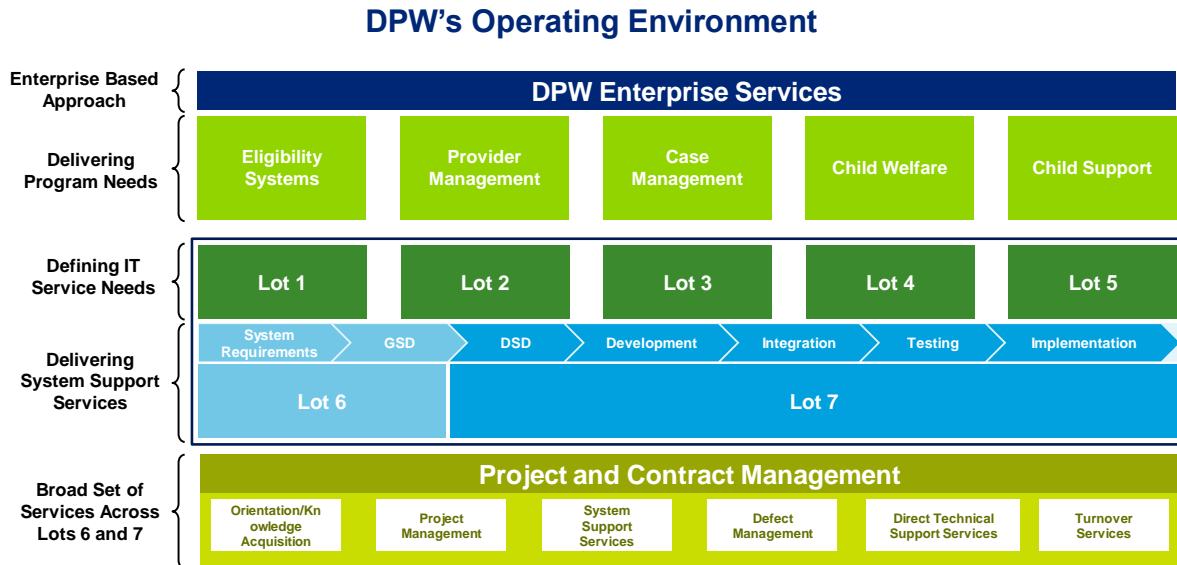 DPW's Operating Environment
Enterprise Based
Approach
DPW Enterprise Services
Delivering
Program Needs
Eligibility
Systems
Provider
Management
Case
Management
Child Welfare
Child Support
Defining IT
Service Needs
Lot 1
Lot 2
Lot 3
Lot 4
Lot 5
Delivering
System Support
Services
System
Requirements
GSD
DSD
Development
Integration
Testing
Implementation
Lot 6
Lot 7
Broad Set of
Services Across
Lots 6 and 7
Project and Contract Management
Orientation/Kn
owledge
Acquisition
Project
Management
System
Support
Services
Defect
Management
Direct Technical
Support Services
Turnover
Services